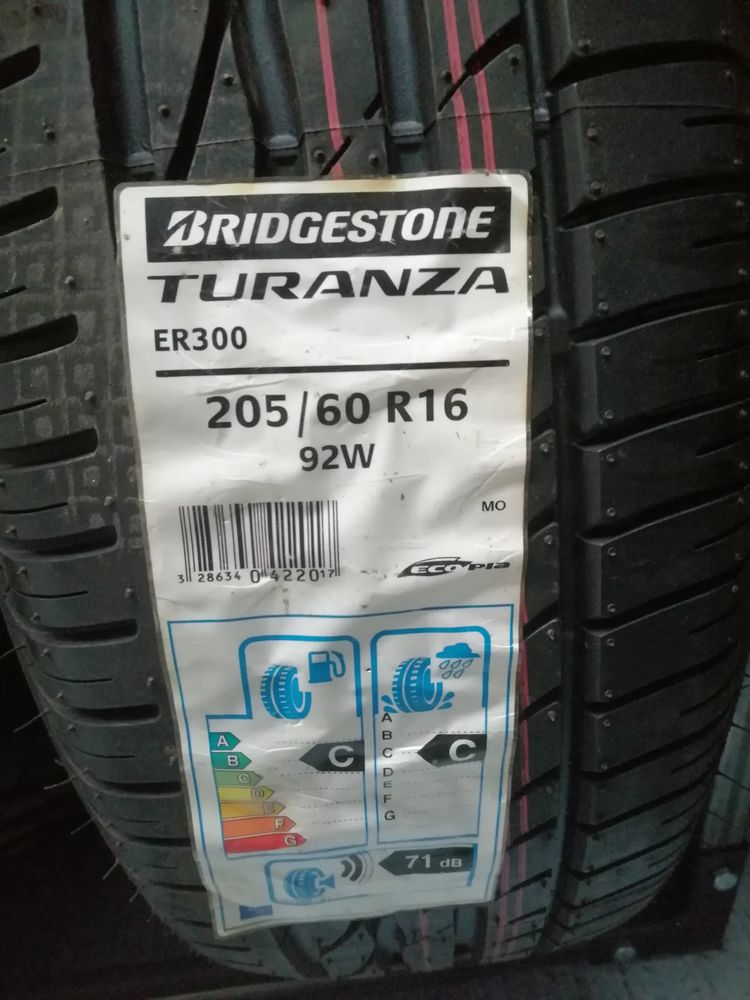 BRIDGESTONE
TURANZA
ER300
205/60 R16
92W
MO
3 286340 422017
ECOPIA
A
B
C
D
E
F
G
C
A
B
C
D
E
F
G
C
71 dB